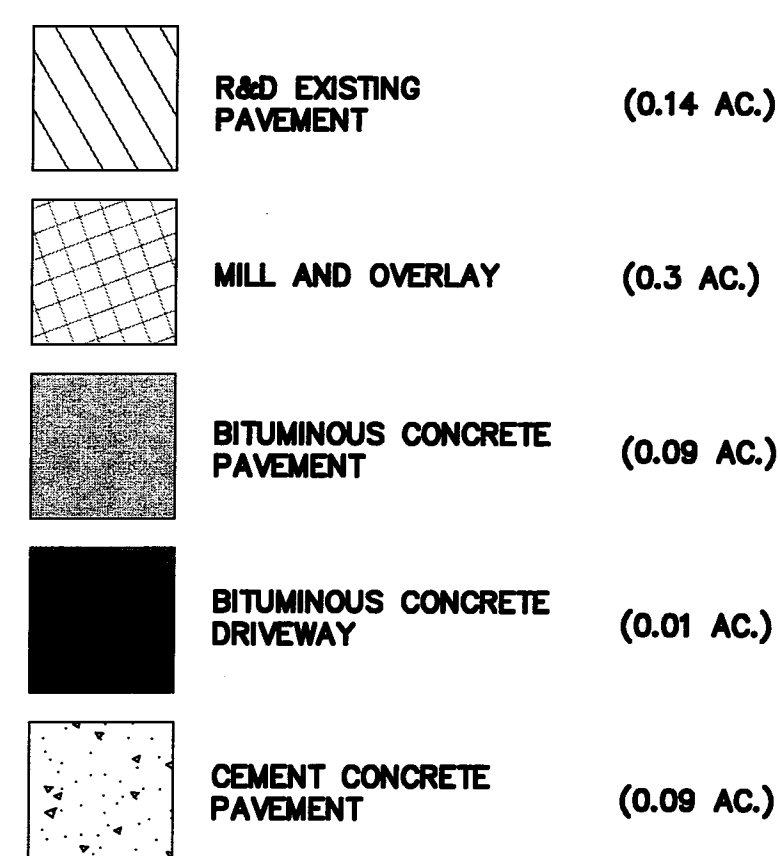 R&D EXISTING
PAVEMENT
(0.14 AC.)
MILL AND OVERLAY
(0.3 AC.)
BITUMINOUS CONCRETE
PAVEMENT
(0.09 AC.)
BITUMINOUS CONCRETE
DRIVEWAY
(0.01 AC.)
CEMENT CONCRETE
PAVEMENT
(0.09 AC.)